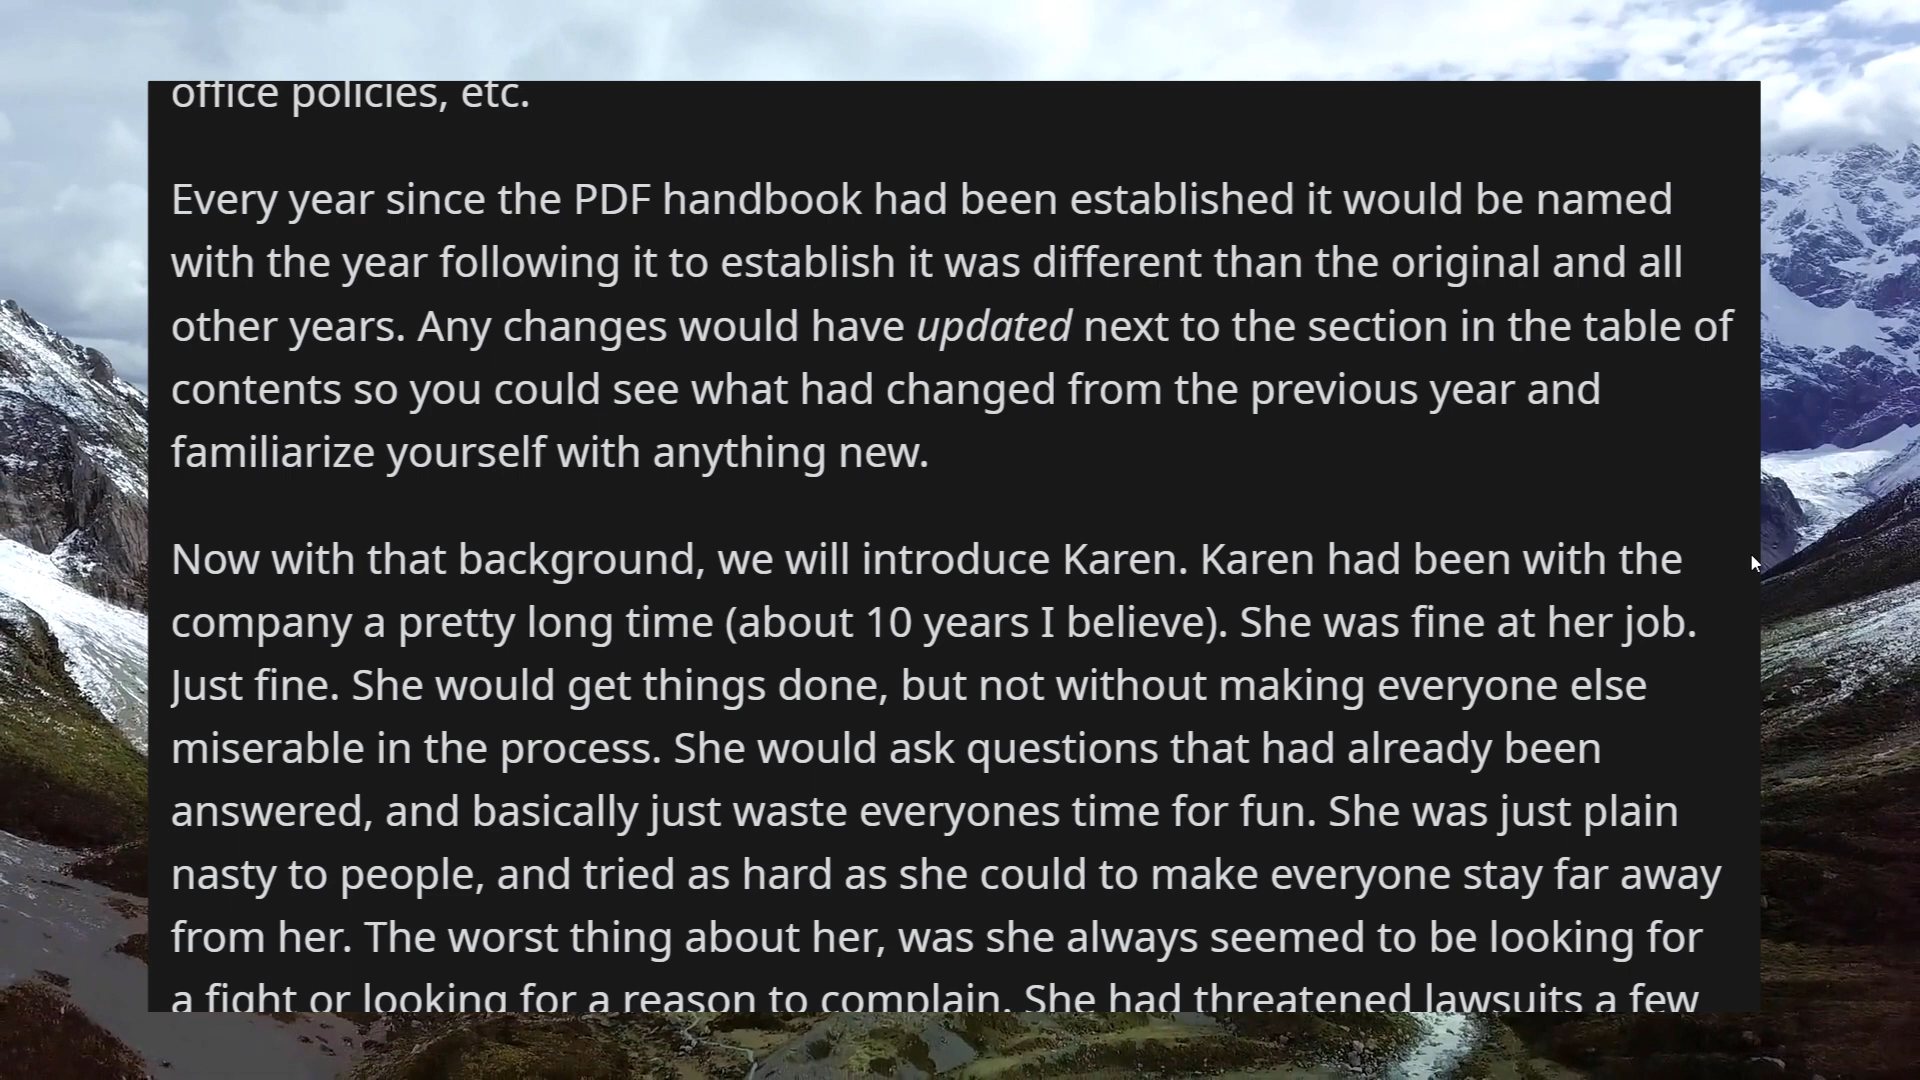 office policies, etc.
Every year since the PDF handbook had been established it would be named
with the year following it to establish it was different than the original and all
other years. Any changes would have updated next to the section in the table of
contents so you could see what had changed from the previous year and
familiarize yourself with anything new.
Now with that background, we will introduce Karen. Karen had been with the
company a pretty long time (about 10 years I believe). She was fine at her job.
Just fine. She would get things done, but not without making everyone else
miserable in the process. She would ask questions that had already been
answered, and basically just waste everyones time for fun. She was just plain
nasty to people, and tried as hard as she could to make everyone stay far away
from her. The worst thing about her, was she always seemed to be looking for
a fight or looking for a reason to complain. She had threatened lawsuits a few